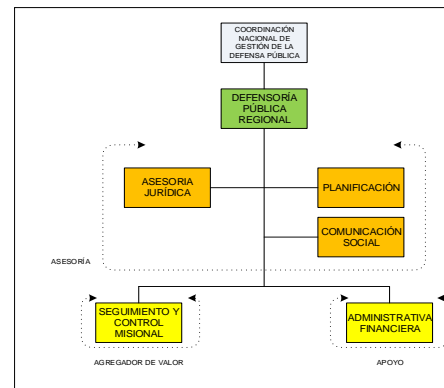 COORDINACIÓN
NACIONAL DE
GESTIÓN DE LA
DEFENSA PÚBLICA
DEFENSORÍA
PÚBLICA
REGIONAL
ASESORIA
JURÍDICA
PLANIFICACIÓN
COMUNICACIÓN
SOCIAL
ASESORÍA
SEGUIMIENTO Y
CONTROL
MISIONAL
ADMINISTRATIVA
FINANCIERA
AGREGADOR DE VALOR
APOYO